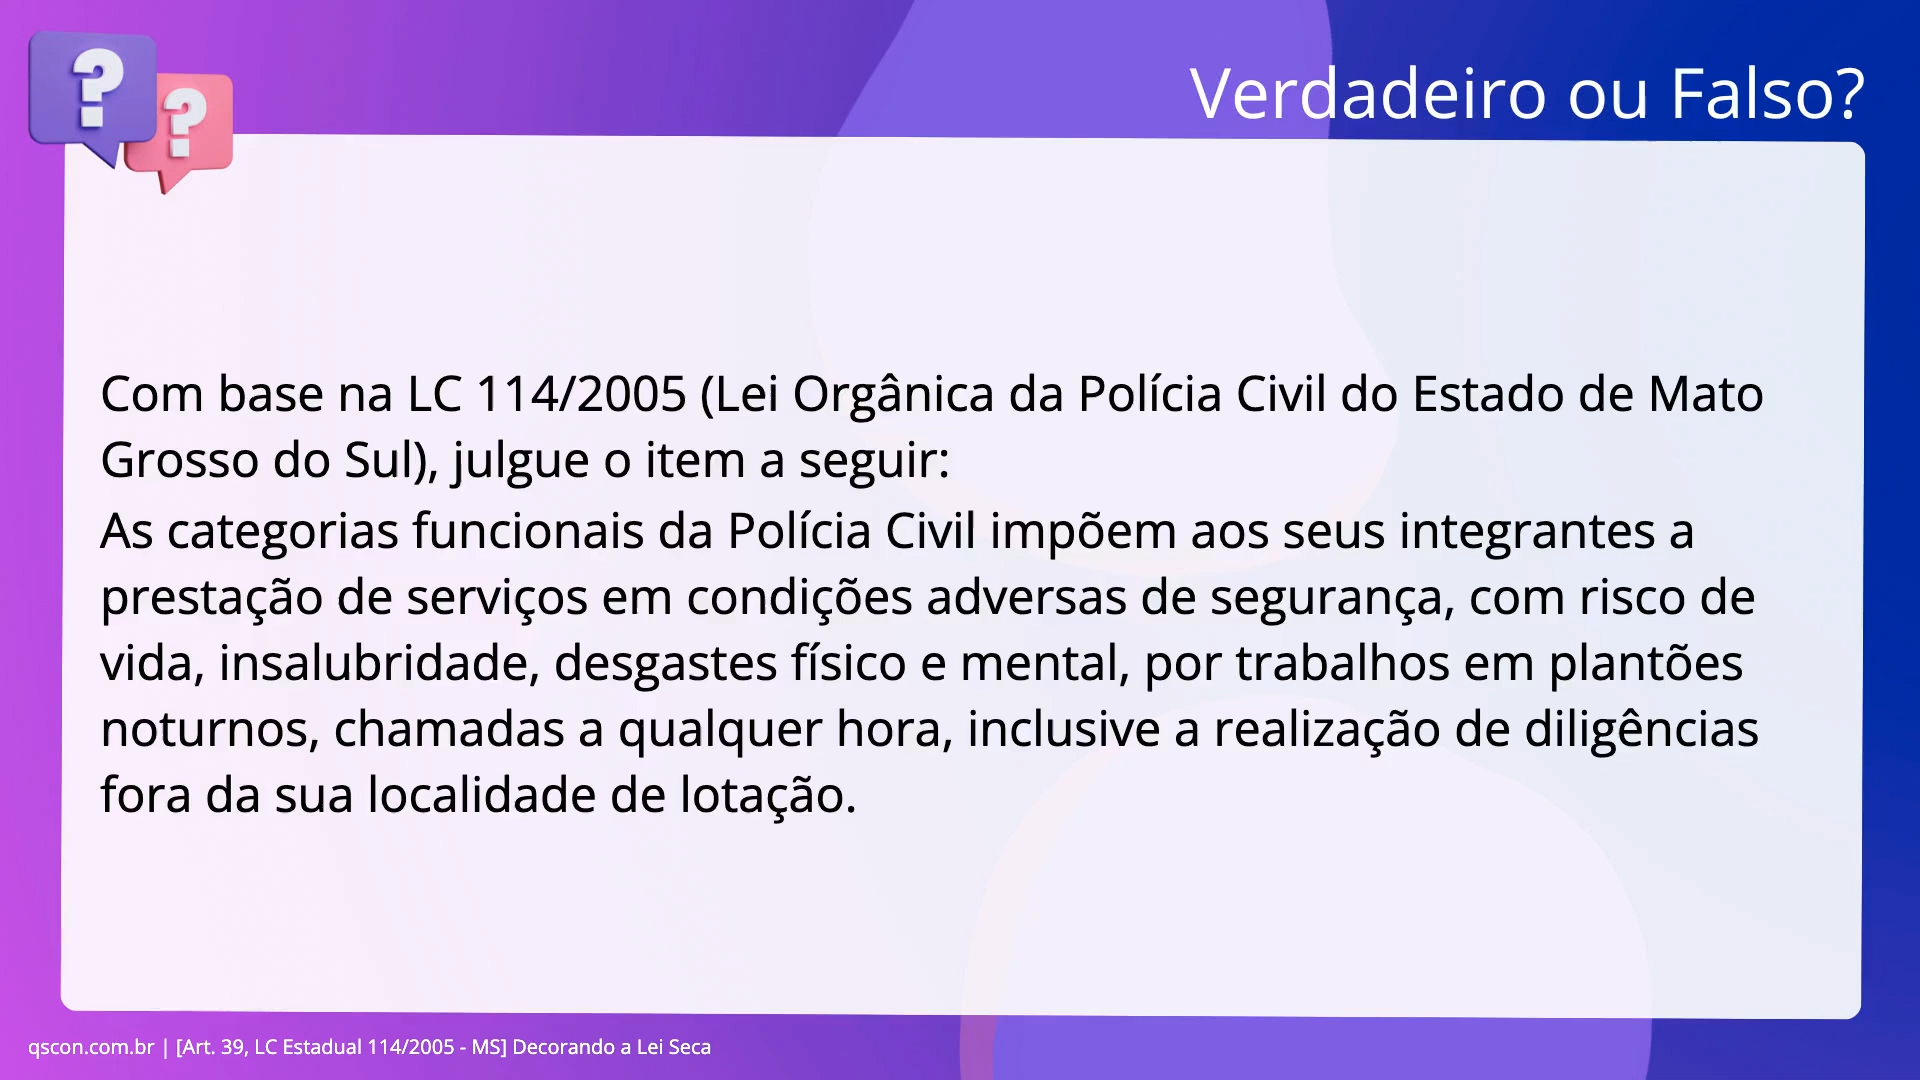 ?
?
Verdadeiro ou Falso?
Com base na LC 114/2005 (Lei Orgânica da Polícia Civil do Estado de Mato
Grosso do Sul), julgue o item a seguir:
As categorias funcionais da Polícia Civil impõem aos seus integrantes a
prestação de serviços em condições adversas de segurança, com risco de
vida, insalubridade, desgastes físico e mental, por trabalhos em plantões
noturnos, chamadas a qualquer hora, inclusive a realização de diligências
fora da sua localidade de lotação.
qscon.com.br | [Art. 39, LC Estadual 114/2005 - MS] Decorando a Lei Seca